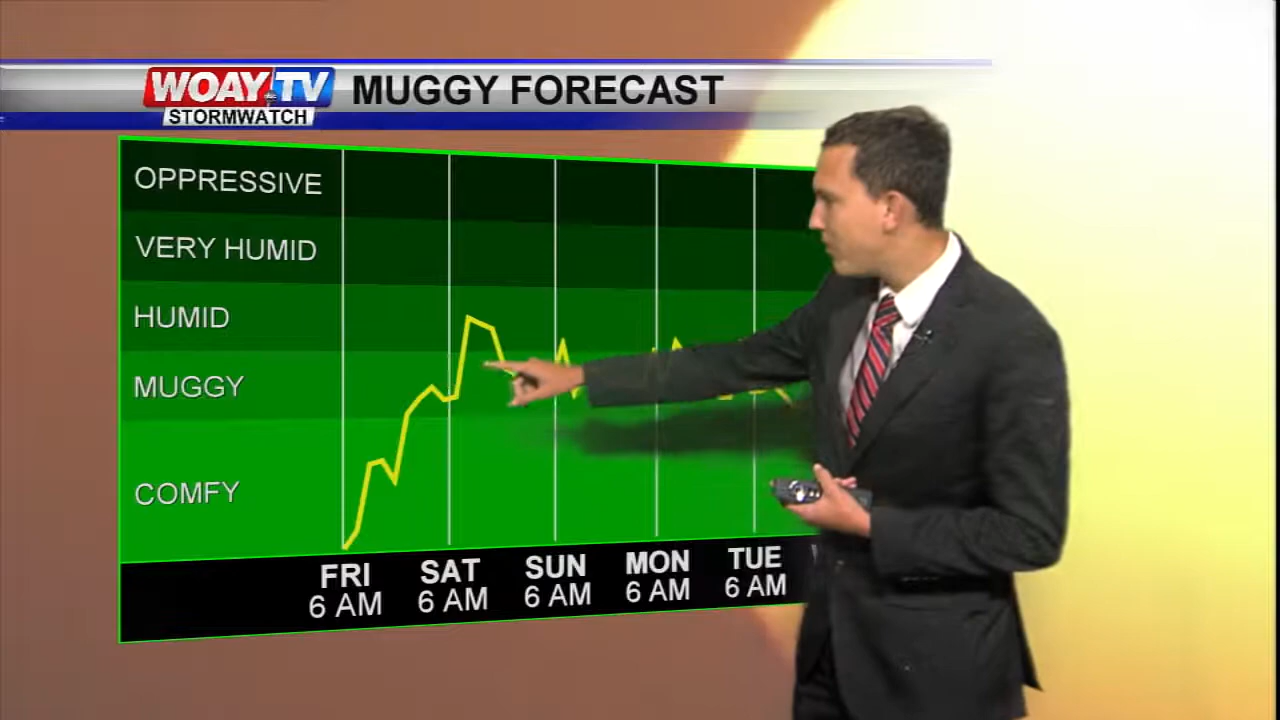 WOAY-TV MUGGY FORECAST
STORMWATCH
OPPRESSIVE
VERY HUMID
HUMID
MUGGY
COMFY
FRI SAT SUN MON TUE
6 AM 6 AM 6 AM 6 AM 6 AM